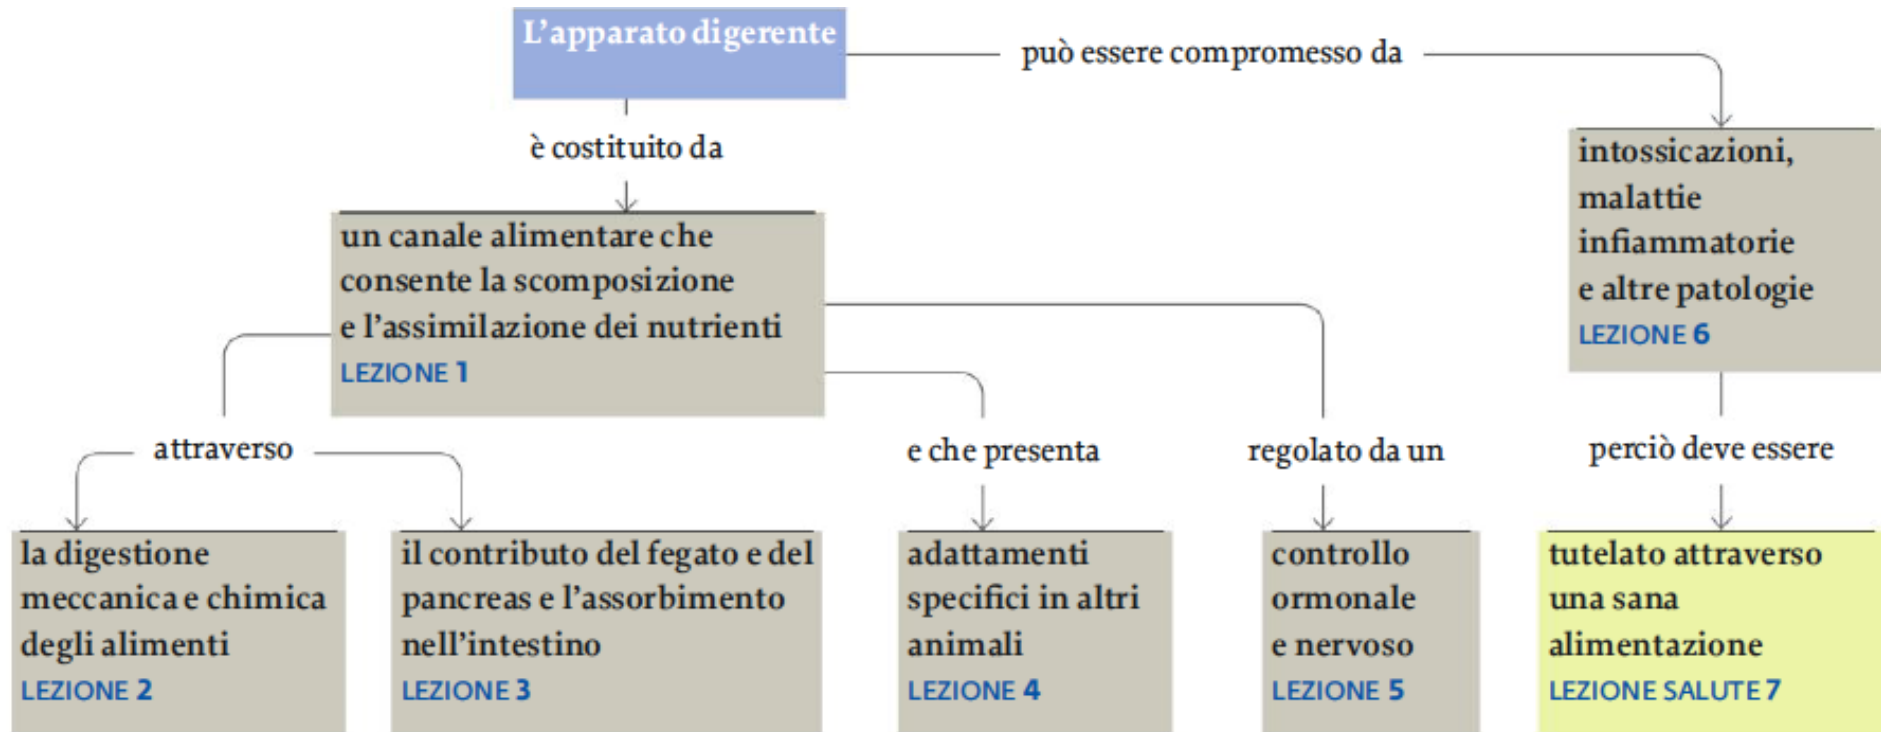 L'apparato digerente
può essere compromesso da
è costituito da
un canale alimentare che
consente la scomposizione
e l'assimilazione dei nutrienti
LEZIONE 1
intossicazioni,
malattie
infiammatorie
e altre patologie
LEZIONE 6
attraverso
e che presenta
regolato da un
perciò deve essere
la digestione
meccanica e chimica
degli alimenti
LEZIONE 2
il contributo del fegato e del
pancreas e l'assorbimento
nell'intestino
LEZIONE 3
adattamenti
specifici in altri
animali
LEZIONE 4
controllo
ormonale
e nervoso
LEZIONE 5
tutelato attraverso
una sana
alimentazione
LEZIONE SALUTE 7